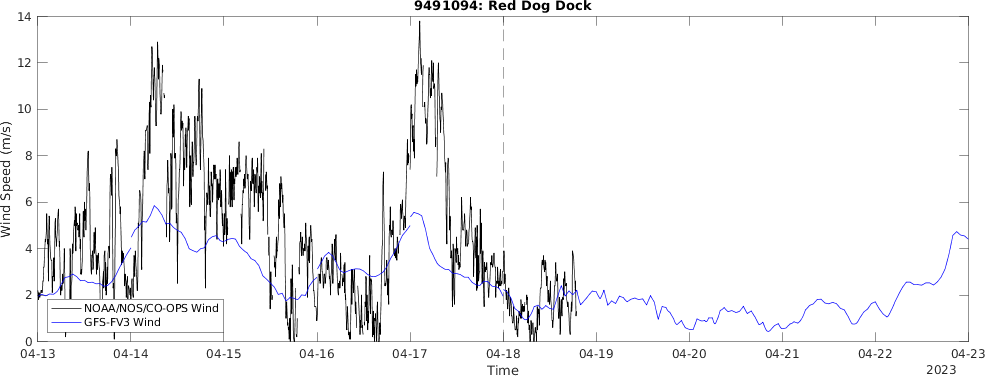 9491094: Red Dog Dock
14
12
10
8
6
4
2
0
Wind Speed (m/s)
NOAA/NOS/CO-OPS Wind
GFS-FV3 Wind
04-13 04-14 04-15 04-16 04-17 04-18 04-19 04-20 04-21 04-22 04-23
Time
2023